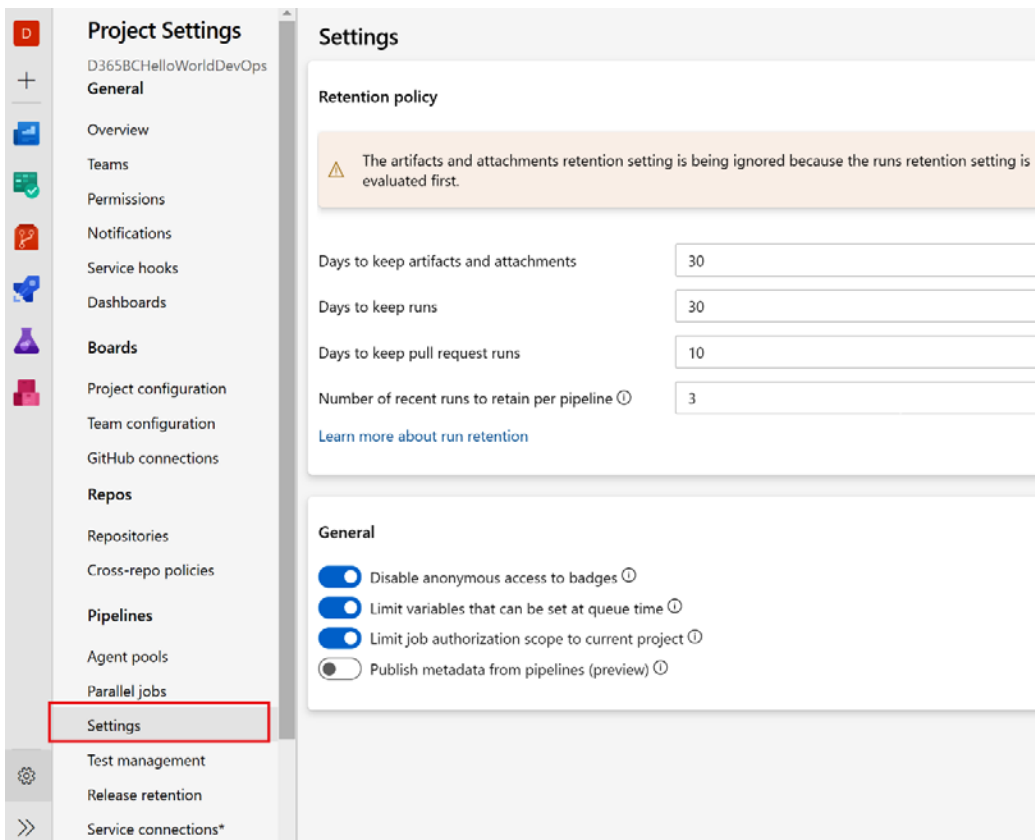 D
Project Settings
D365BCHelloWorldDevOps
General
Overview
Teams
Permissions
Notifications
Service hooks
Dashboards
Boards
Project configuration
Team configuration
GitHub connections
Repos
Repositories
Cross-repo policies
Pipelines
Agent pools
Parallel jobs
Settings
Test management
Release retention
Service connections*
Settings
Retention policy
The artifacts and attachments retention setting is being ignored because the runs retention setting is
evaluated first.
Days to keep artifacts and attachments 30
Days to keep runs 30
Days to keep pull request runs 10
Number of recent runs to retain per pipeline 3
Learn more about run retention
General
Disable anonymous access to badges
Limit variables that can be set at queue time
Limit job authorization scope to current project
Publish metadata from pipelines (preview)